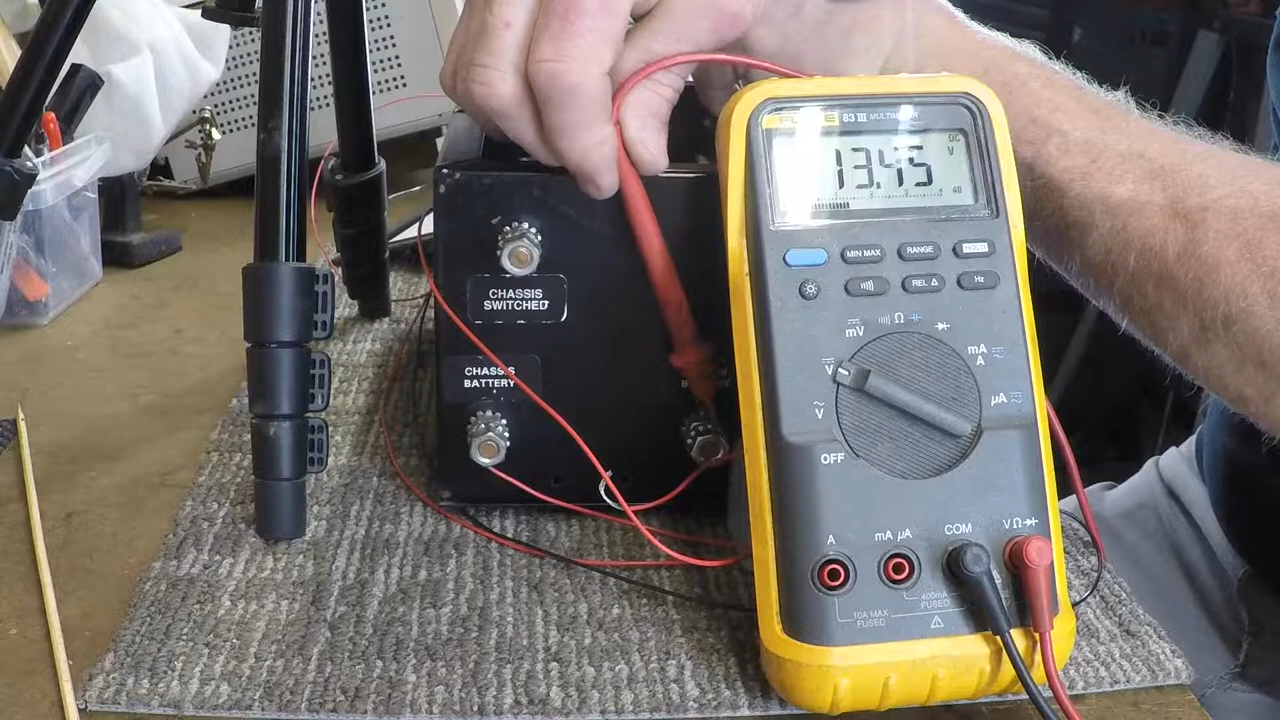 FLUKE 83 III MULTIMETER
DC
V
13.45
40
MIN MAX
RANGE
HOLD
REL Δ
Hz
mV
Ω
mA
A
V
µA
V
OFF
A
mA µA
COM
V Ω
400mA
FUSED
10A MAX
FUSED
CHASSIS
SWITCHED
CHASSIS
BATTERY